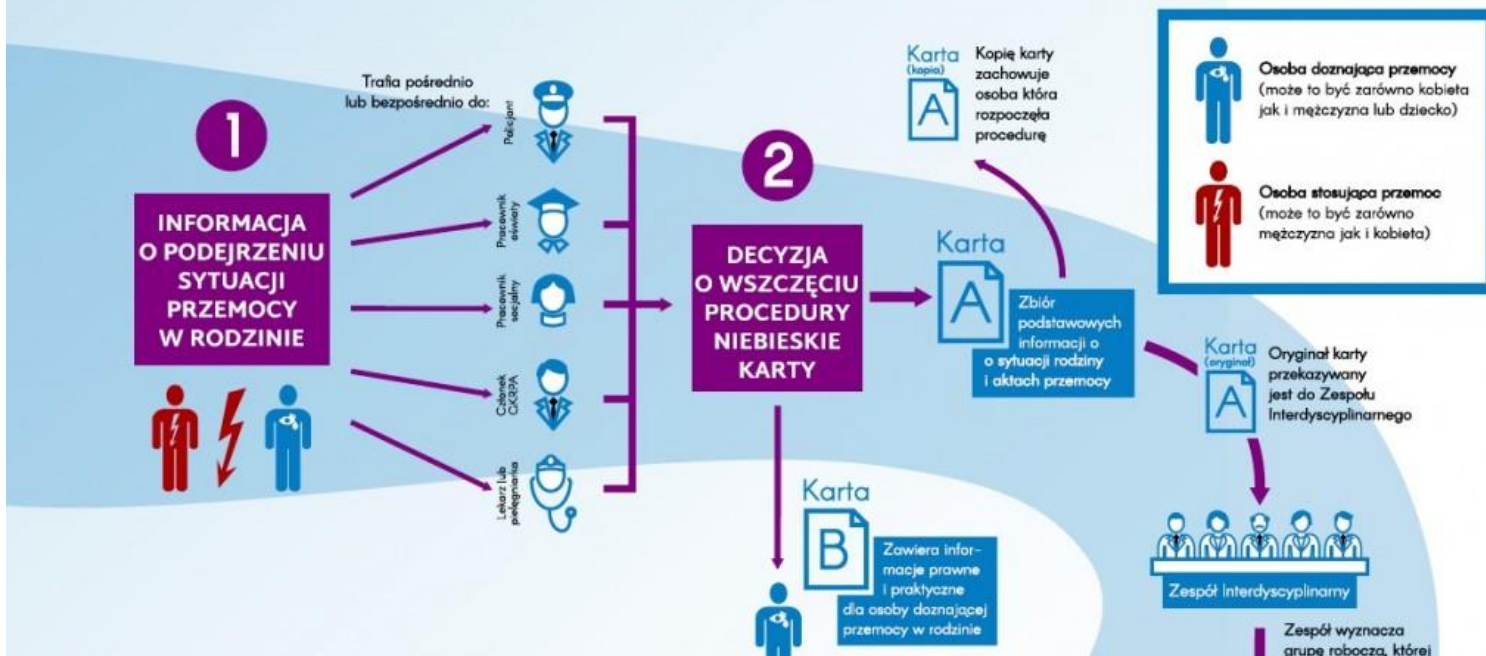 1
INFORMACJA
O PODEJRZENIU
SYTUACJI
PRZEMOCY
W RODZINIE
Trafia pośrednio
lub bezpośrednio do:
Policjant
Pracownik
oświaty
Pracownik
socjalny
Członek
GKRPA
Lekarz lub
pielęgniarka
2
DECYZJA
O WSZCZĘCIU
PROCEDURY
NIEBIESKIE
KARTY
Karta
(kopia)
A
Kopię karty
zachowuje
osoba która
rozpoczęła
procedurę
Karta
A
Zbiór
podstawowych
informacji o
o sytuacji rodziny
i aktach przemocy
Karta
(oryginał)
A
Oryginał karty
przekazywany
jest do Zespołu
Interdyscyplinarnego
Karta
B
Zawiera infor-
macje prawne
i praktyczne
dla osoby doznającej
przemocy w rodzinie
Zespół Interdyscyplinarny
Zespół wyznacza
grupę roboczą, której
Osoba doznająca przemocy
(może to być zarówno kobieta
jak i mężczyzna lub dziecko)
Osoba stosująca przemoc
(może to być zarówno
mężczyzna jak i kobieta)